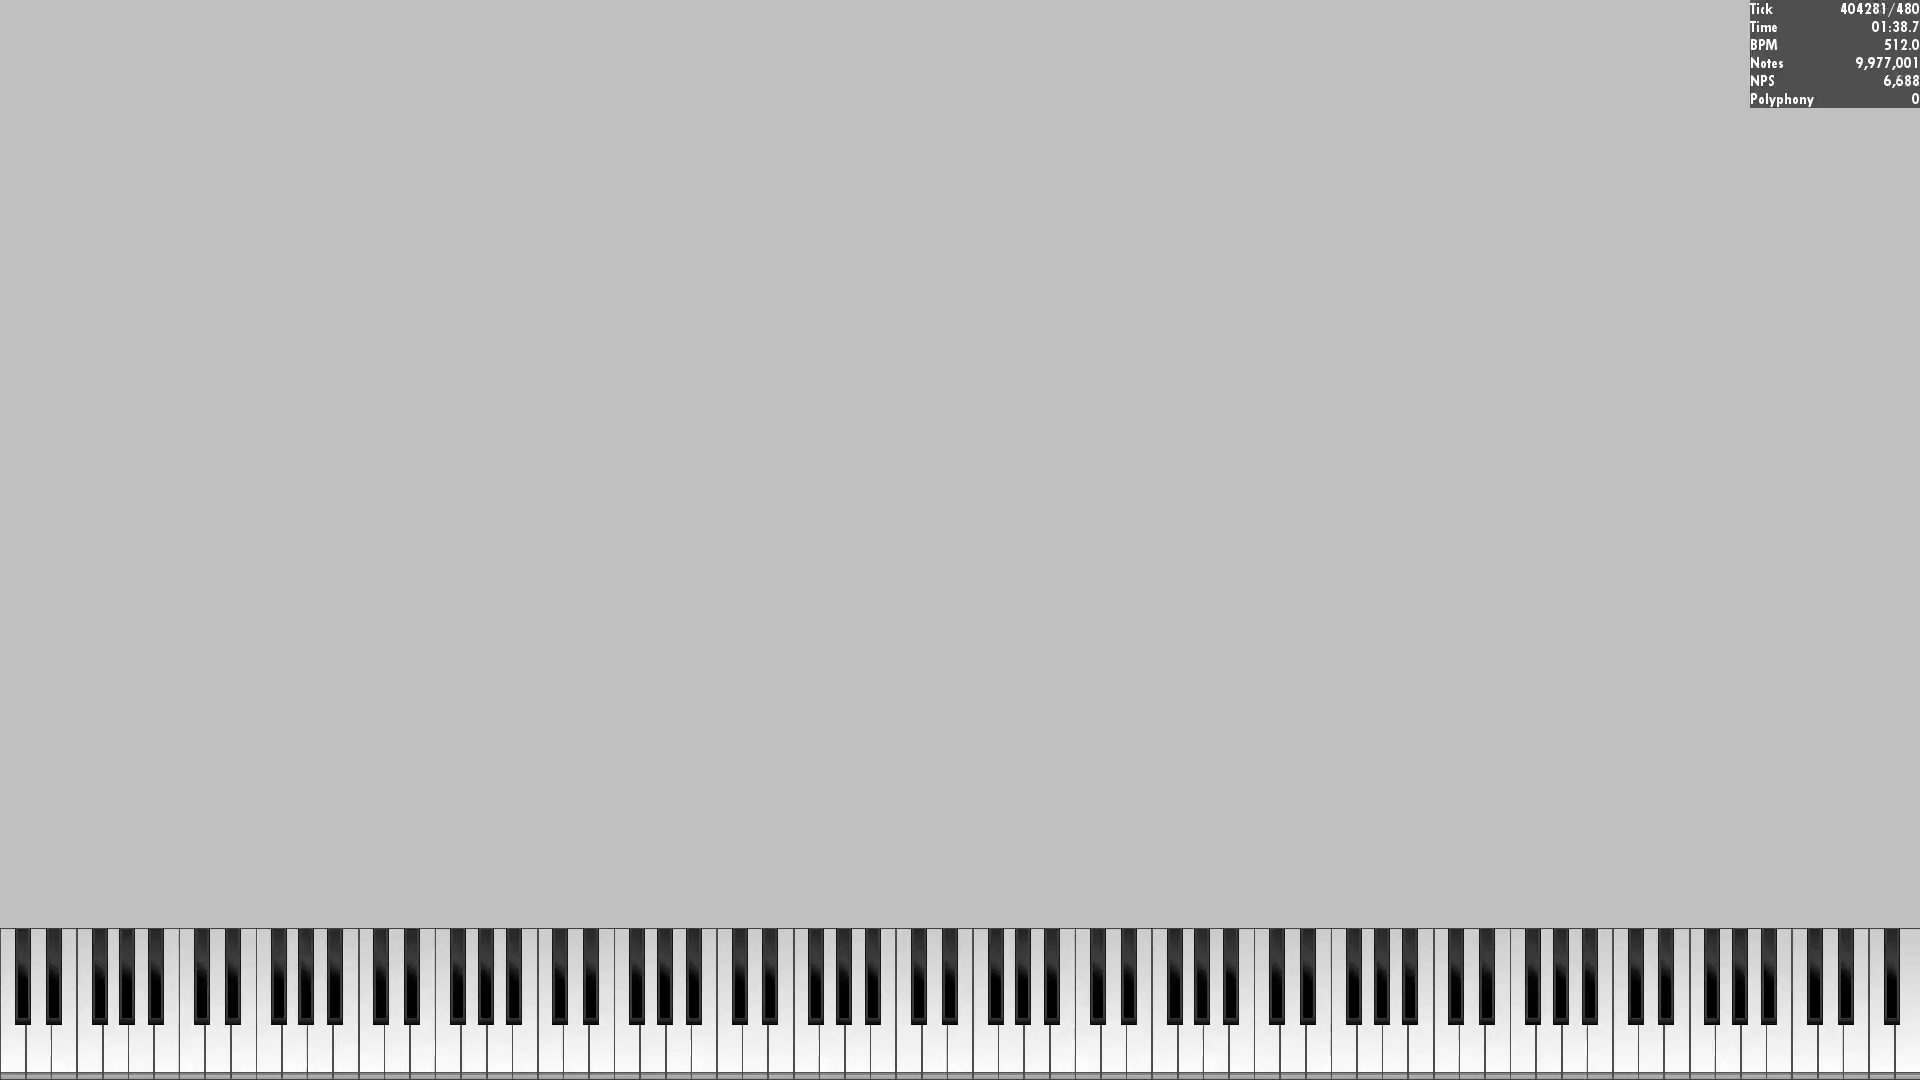 Tick 404281/480
Time 01:38.7
BPM 512.0
Notes 9,977,001
NPS 6,688
Polyphony 0